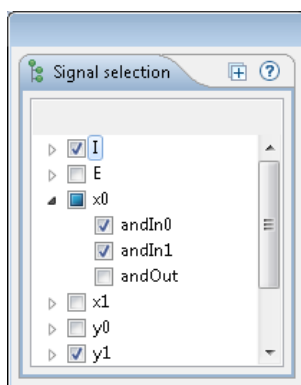 Signal selection
I
E
x0
andIn0
andIn1
andOut
x1
y0
y1